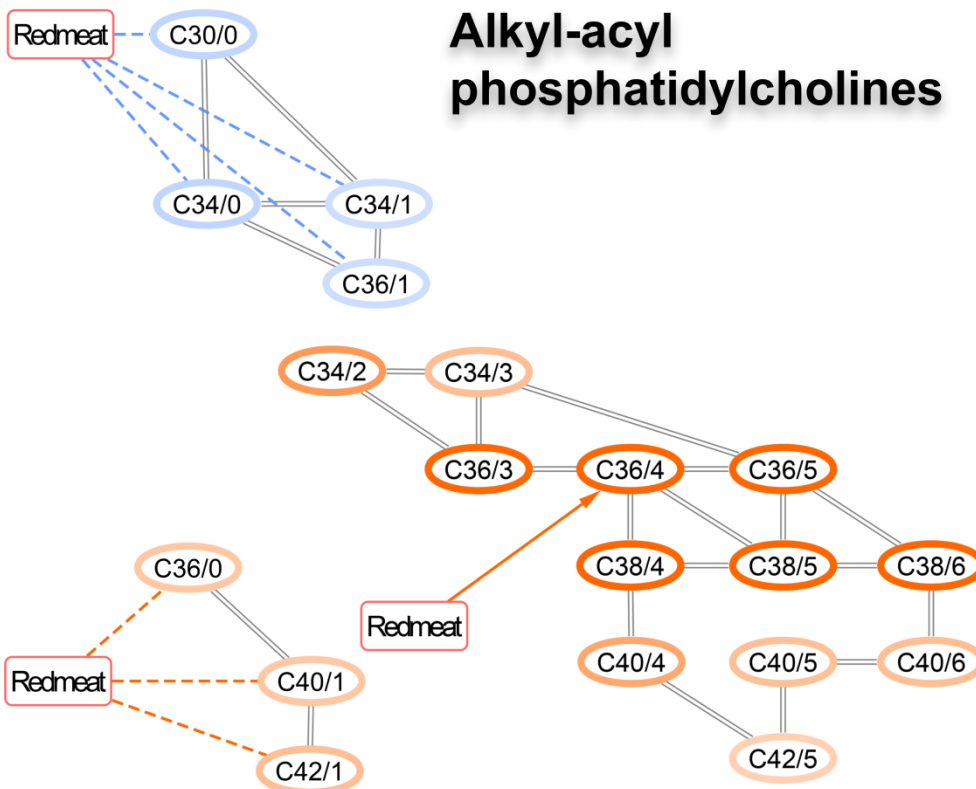 Alkyl-acyl
phosphatidylcholines
Redmeat
C30/0
C34/0
C34/1
C36/1
C34/2
C34/3
C36/3
C36/4
C36/5
C38/4
C38/5
C38/6
Redmeat
C40/4
C40/5
C40/6
C42/5
C36/0
Redmeat
C40/1
C42/1